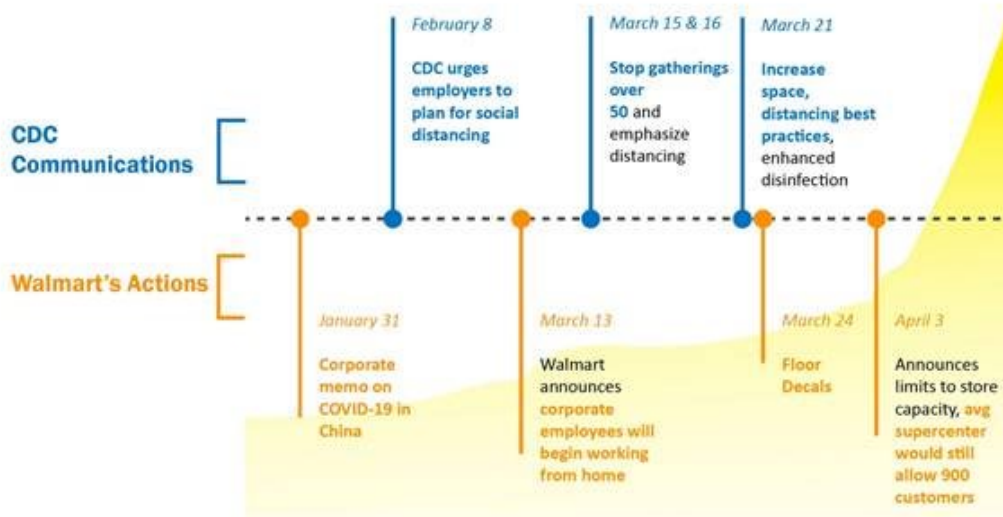 February 8
CDC urges
employers to
plan for social
distancing
March 15 & 16
Stop gatherings
over
50 and
emphasize
distancing
March 21
Increase
space,
distancing best
practices,
enhanced
disinfection
CDC
Communications
Walmart's Actions
January 31
Corporate
memo on
COVID-19 in
China
March 13
Walmart
announces
corporate
employees will
begin working
from home
March 24
Floor
Decals
April 3
Announces
limits to store
capacity, avg
supercenter
would still
allow 900
customers